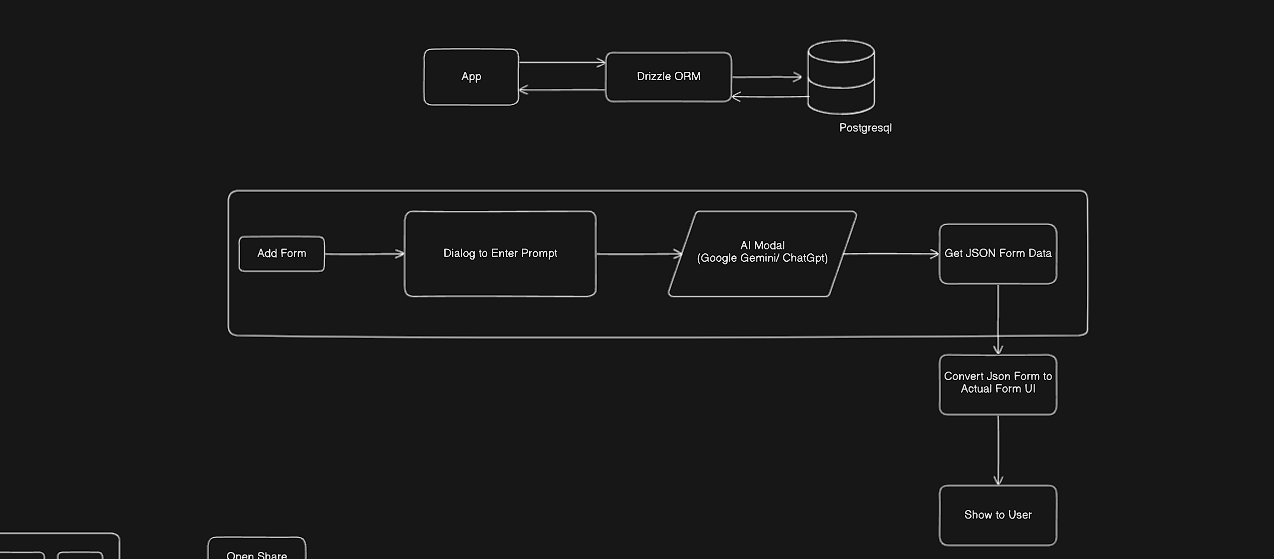 App
Drizzle ORM
Postgresql
Add Form
Dialog to Enter Prompt
AI Modal
(Google Gemini/ ChatGpt)
Get JSON Form Data
Convert Json Form to
Actual Form UI
Show to User
Open Share